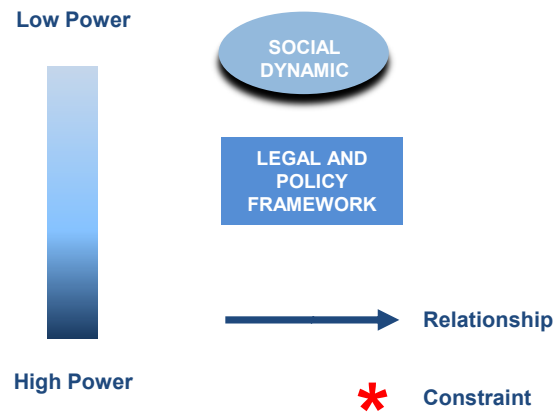 Low Power
SOCIAL
DYNAMIC
LEGAL AND
POLICY
FRAMEWORK
Relationship
High Power
* Constraint